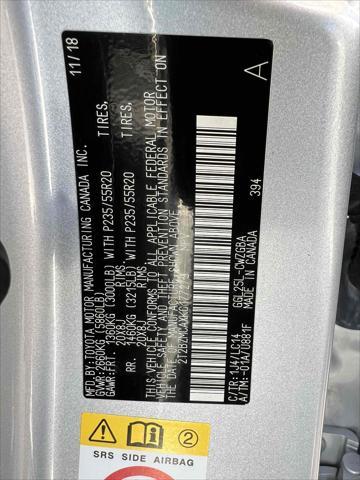 MFD. BY:TOYOTA MOTOR MANUFACTURING CANADA INC. 11/18
GVWR:2660KG(5860LB)
GAWR:FRT. 1360KG(3000LB) WITH P235/55R20 TIRES,
20X8J RIMS,
RR. 1460KG(3215LB) WITH P235/55R20 TIRES,
20X8J RIMS,
THIS VEHICLE CONFORMS TO ALL APPLICABLE FEDERAL MOTOR
VEHICLE SAFETY AND THEFT PREVENTION STANDARDS IN EFFECT ON
THE DATE OF MANUFACTURE SHOWN ABOVE.
C/TR:1J4/LC14 GGL25L-CWZGBA A
A/TM:-01A/U881F MADE IN CANADA 394
2
SRS SIDE AIRBAG